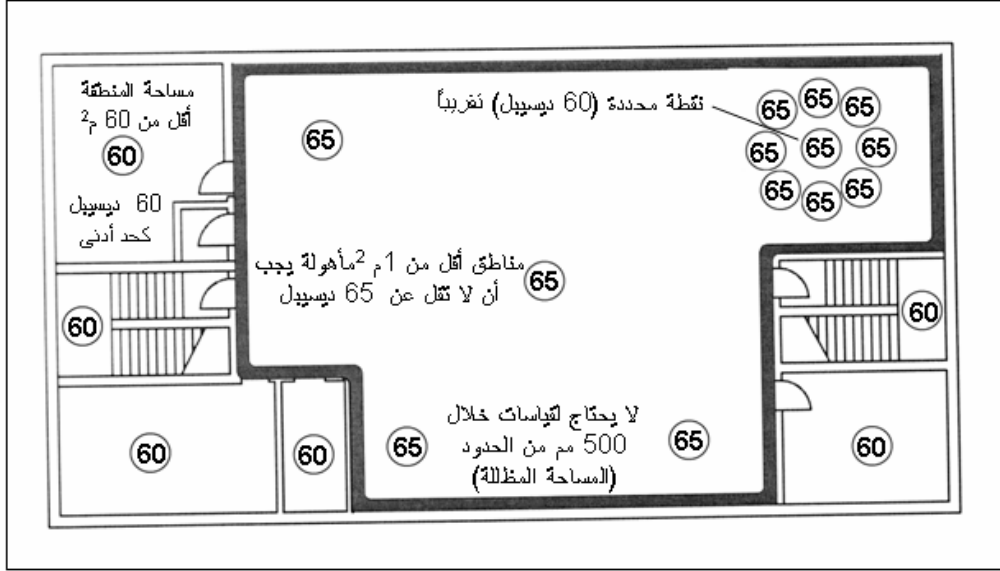 مساحة المنطقة
أقل من 60 م²
60
60 ديسيبل
كحد أدنى
نقطة محددة (60 ديسيبل) تقريباً
65
65
65
65
65
65
65
65
65
65
مناطق أقل من 1م² مأهولة يجب
أن لا تقل عن 65 ديسيبل
65
60
60
لا يحتاج لقياسات خلال
500 مم من الحدود
(المساحة المظللة)
65
65
60
60
60